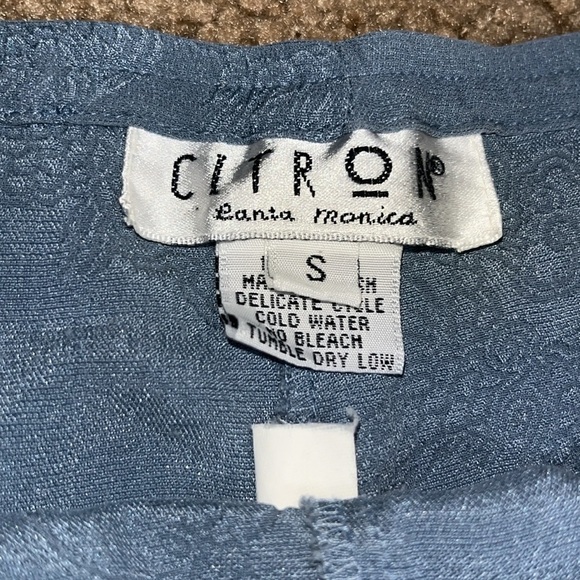 CITRON®
Santa Monica
S
DELICATE CYCLE
COLD WATER
NO BLEACH
TUMBLE DRY LOW